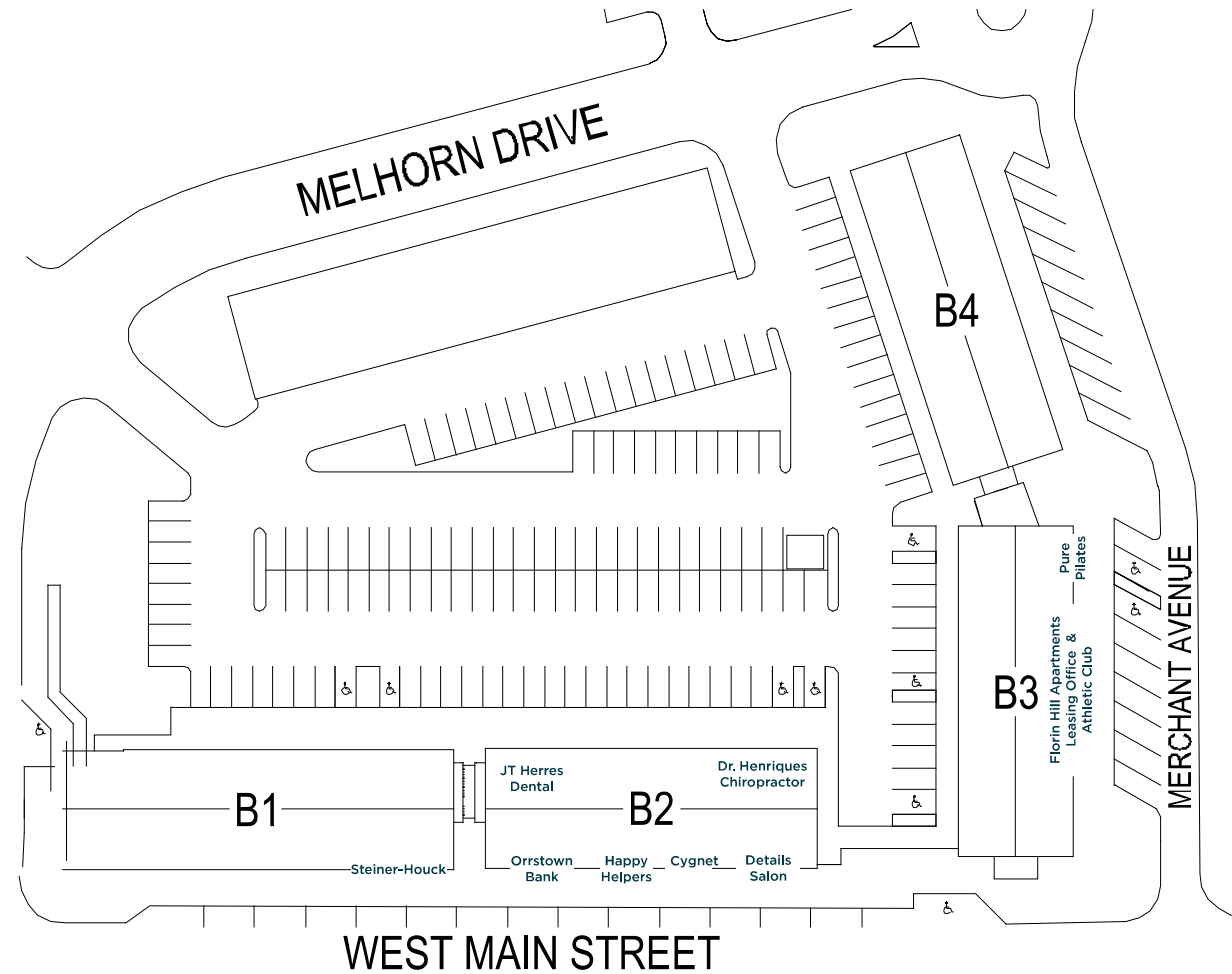 MELHORN DRIVE
B4
Pure
Pilates
MERCHANT AVENUE
Florin Hill Apartments
Leasing Office &
Athletic Club
B3
JT Herres
Dental
Dr. Henriques
Chiropractor
B1
B2
Steiner-Houck
Orrstown
Bank
Happy
Helpers
Cygnet
Details
Salon
WEST MAIN STREET